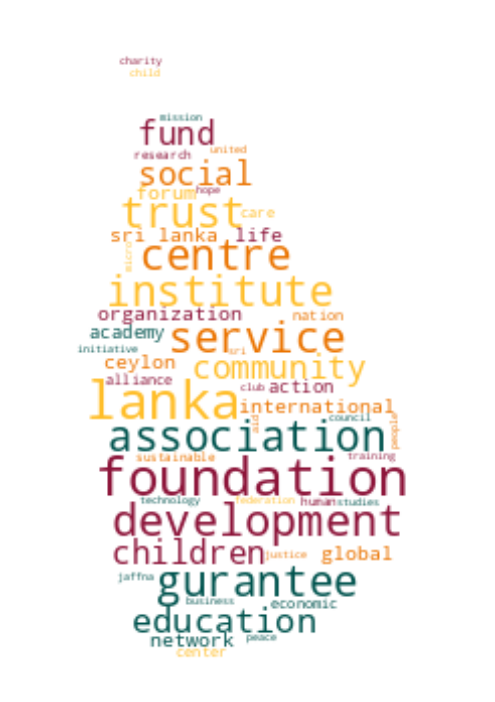 charity
child
mission
fund
united
research
social
forum hope
trust care
sri lanka life
micro
centre
institute
organization nation
academy service
initiative sri
ceylon community
alliance club action
lanka international
council
aid people
association
sustainable training
foundation
technology federation human studies
development
children justice global
jaffna gurantee
business economic
education
network peace
center